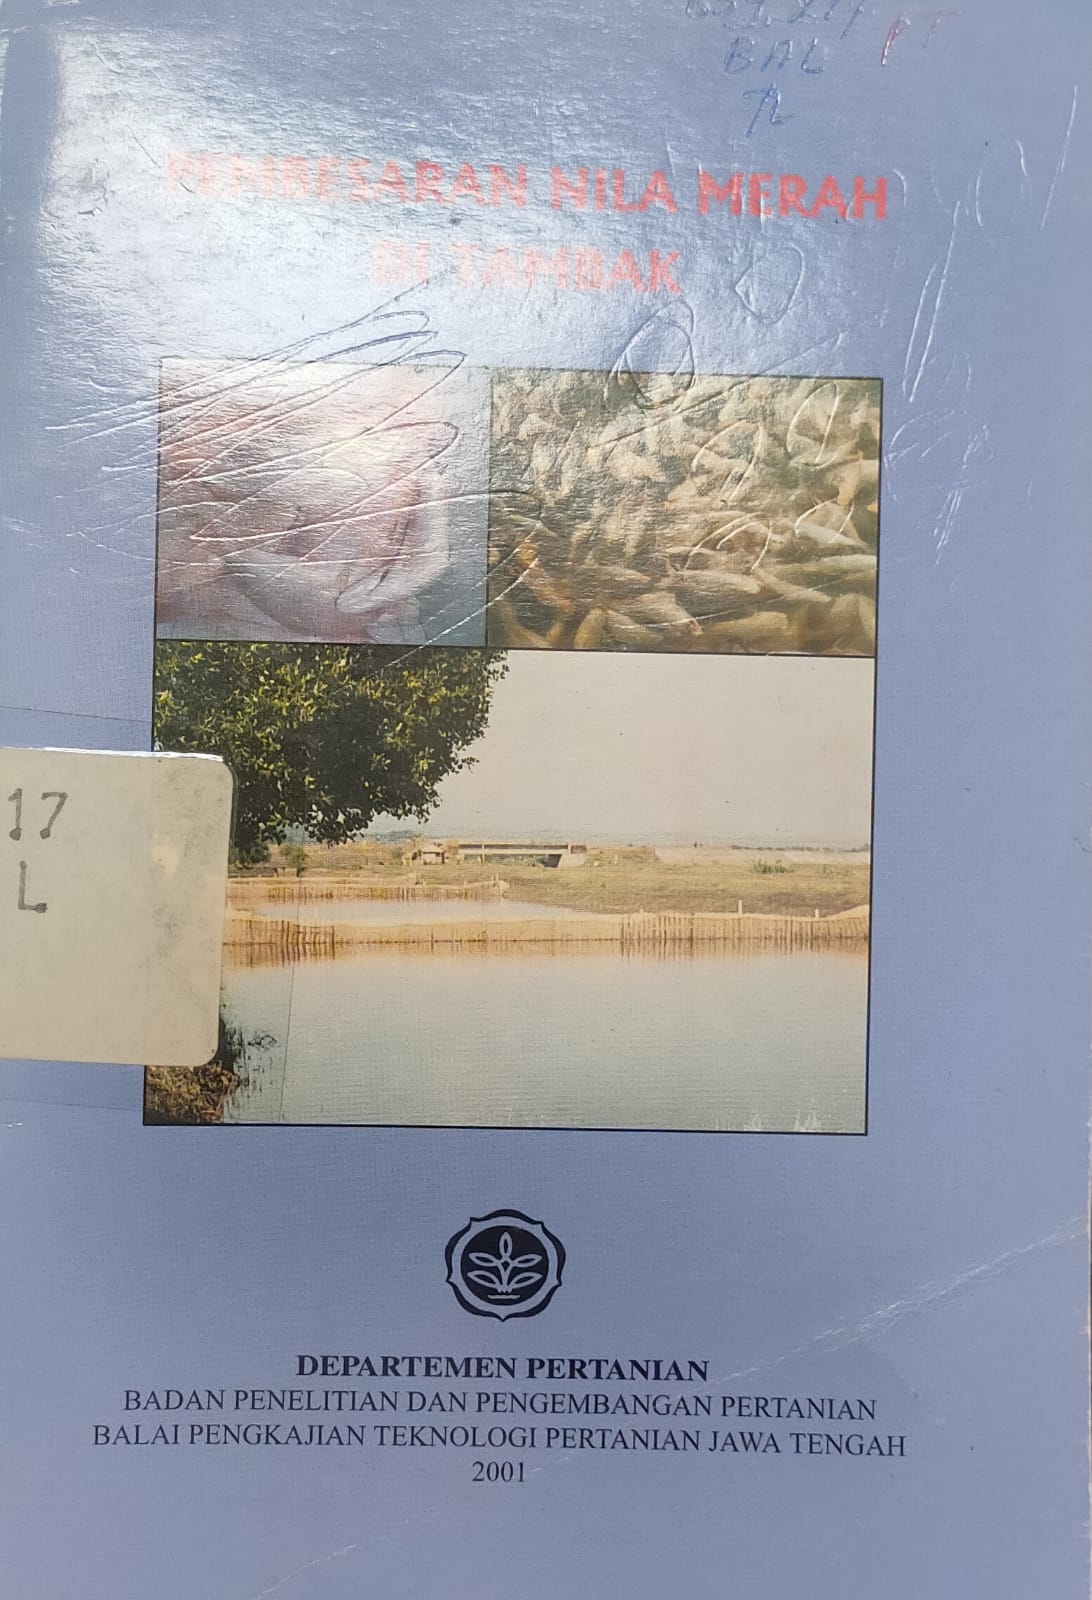 BAL
PEMBESARAN NILA MERAH
DI TAMBAK
17
L
DEPARTEMEN PERTANIAN
BADAN PENELITIAN DAN PENGEMBANGAN PERTANIAN
BALAI PENGKAJIAN TEKNOLOGI PERTANIAN JAWA TENGAH
2001